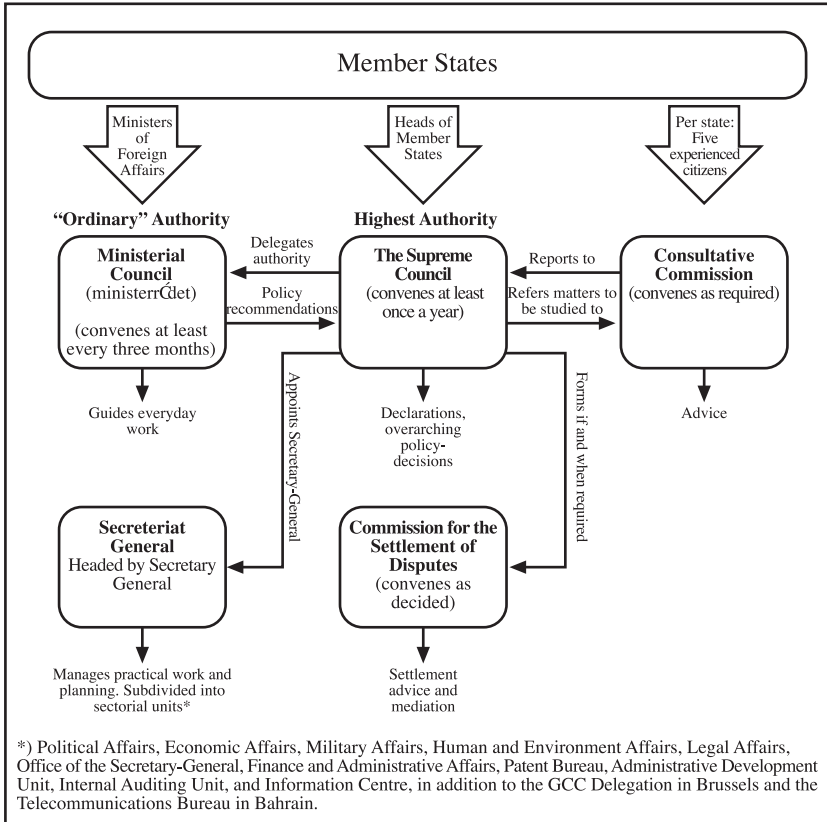 Member States
Ministers
of
Foreign
Affairs
Heads of
Member
States
Per state:
Five
experienced
citizens
“Ordinary” Authority
Highest Authority
Ministerial
Council
(ministerrǴdet)
(convenes at least
every three months)
Delegates
authority
Policy
recommendations
The Supreme
Council
(convenes at least
once a year)
Reports to
Refers matters to
be studied to
Consultative
Commission
(convenes as required)
Guides everyday
work
Appoints Secretary-General
Declarations,
overarching
policy-
decisions
Forms if and when required
Advice
Secreteriat
General
Headed by Secretary
General
Commission for the
Settlement of
Disputes
(convenes as
decided)
Manages practical work and
planning. Subdivided into
sectorial units*
Settlement
advice and
mediation
*) Political Affairs, Economic Affairs, Military Affairs, Human and Environment Affairs, Legal Affairs,
Office of the Secretary-General, Finance and Administrative Affairs, Patent Bureau, Administrative Development
Unit, Internal Auditing Unit, and Information Centre, in addition to the GCC Delegation in Brussels and the
Telecommunications Bureau in Bahrain.